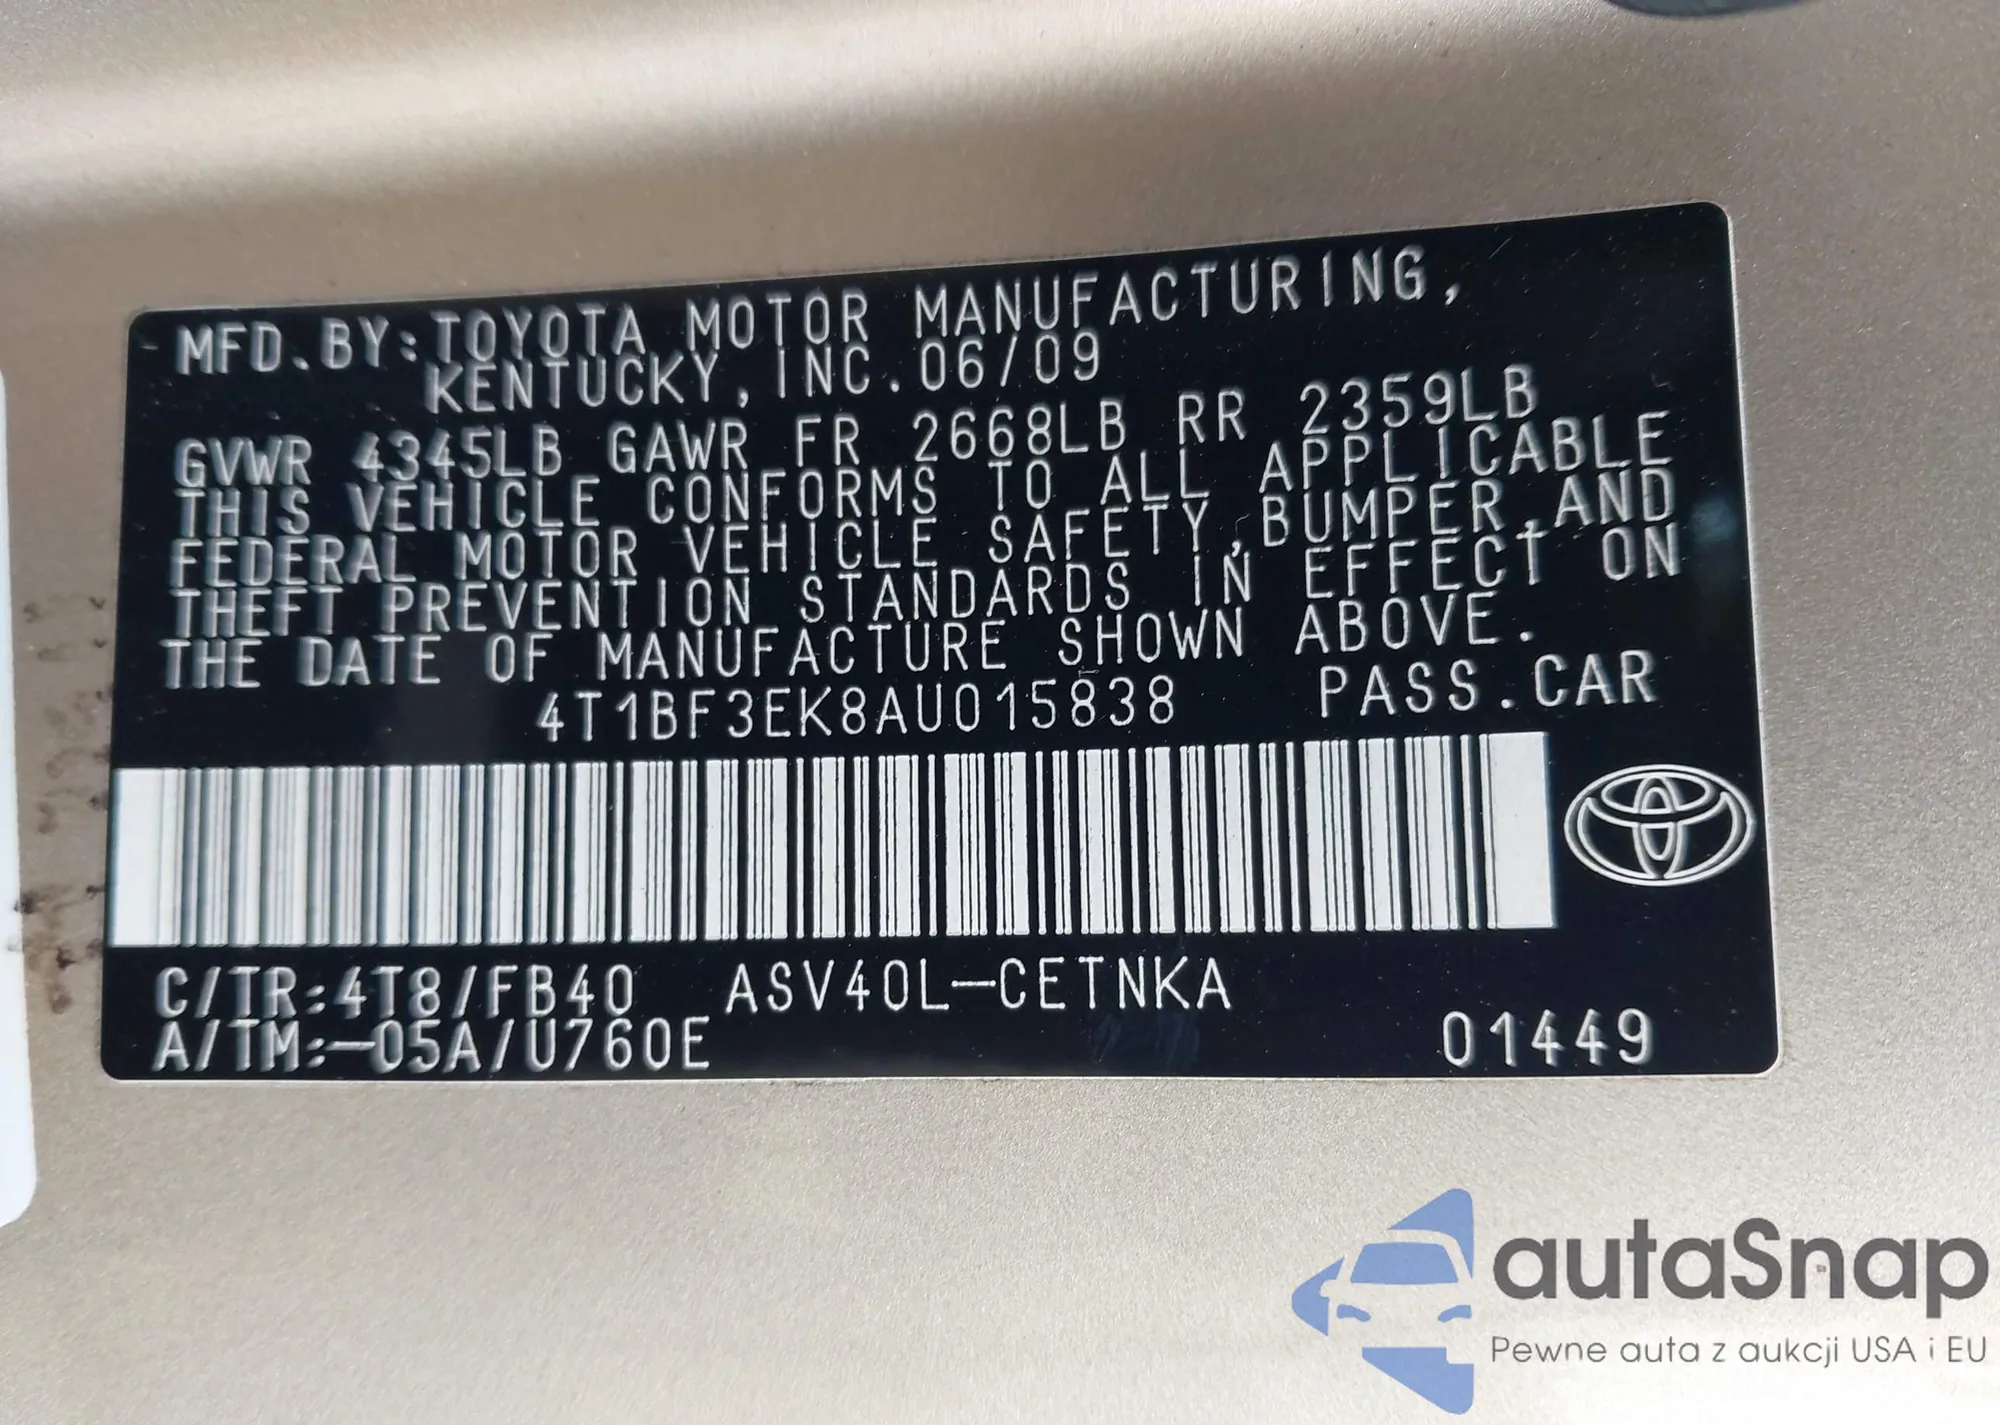 MFD.BY:TOYOTA MOTOR MANUFACTURING,
KENTUCKY, INC.06/09
GVWR 4345LB GAWR FR 2668LB RR 2359LB
THIS VEHICLE CONFORMS TO ALL APPLICABLE
FEDERAL MOTOR VEHICLE SAFETY,BUMPER,AND
THEFT PREVENTION STANDARDS IN EFFECT ON
THE DATE OF MANUFACTURE SHOWN ABOVE.
4T1BF3EK8AU015838 PASS.CAR
C/TR:4T8/FB40 ASV40L-CETNKA
A/TM:-05A/U760E 01449
autaSnap
Pewne auta z aukcji USA i EU